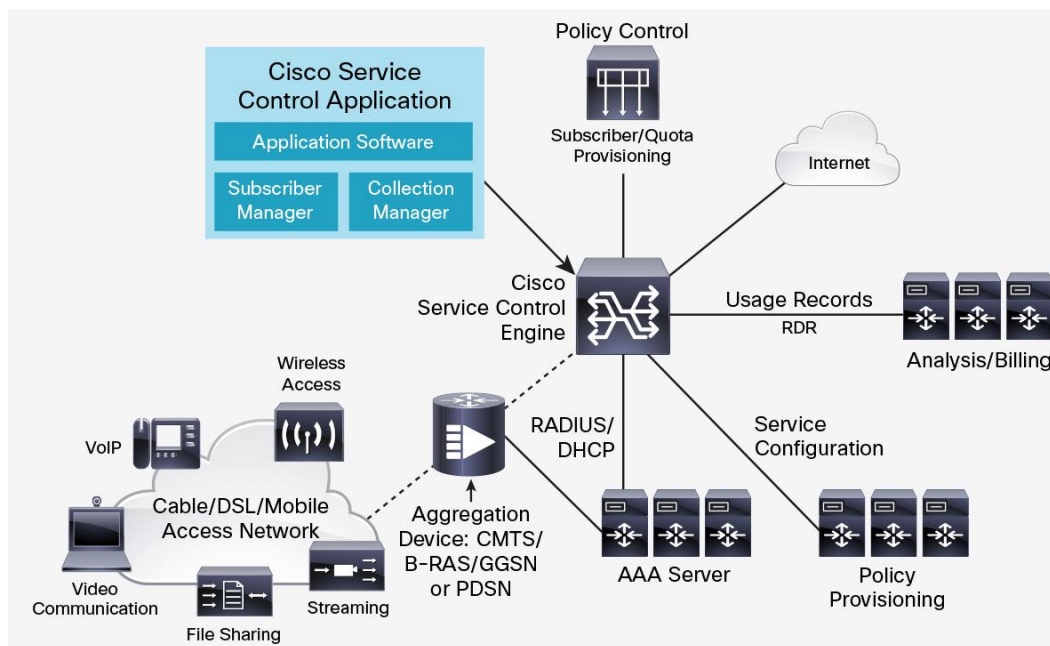 Policy Control
Cisco Service
Control Application
Application Software
Subscriber
Manager
Collection
Manager
Subscriber/Quota
Provisioning
Internet
Cisco
Service Control
Engine
Usage Records
RDR
Analysis/Billing
Wireless
Access
VoIP
RADIUS/
DHCP
Service
Configuration
Cable/DSL/Mobile
Access Network
Aggregation
Device: CMTS/
B-RAS/GGSN
or PDSN
AAA Server
Policy
Provisioning
Video
Communication
Streaming
File Sharing